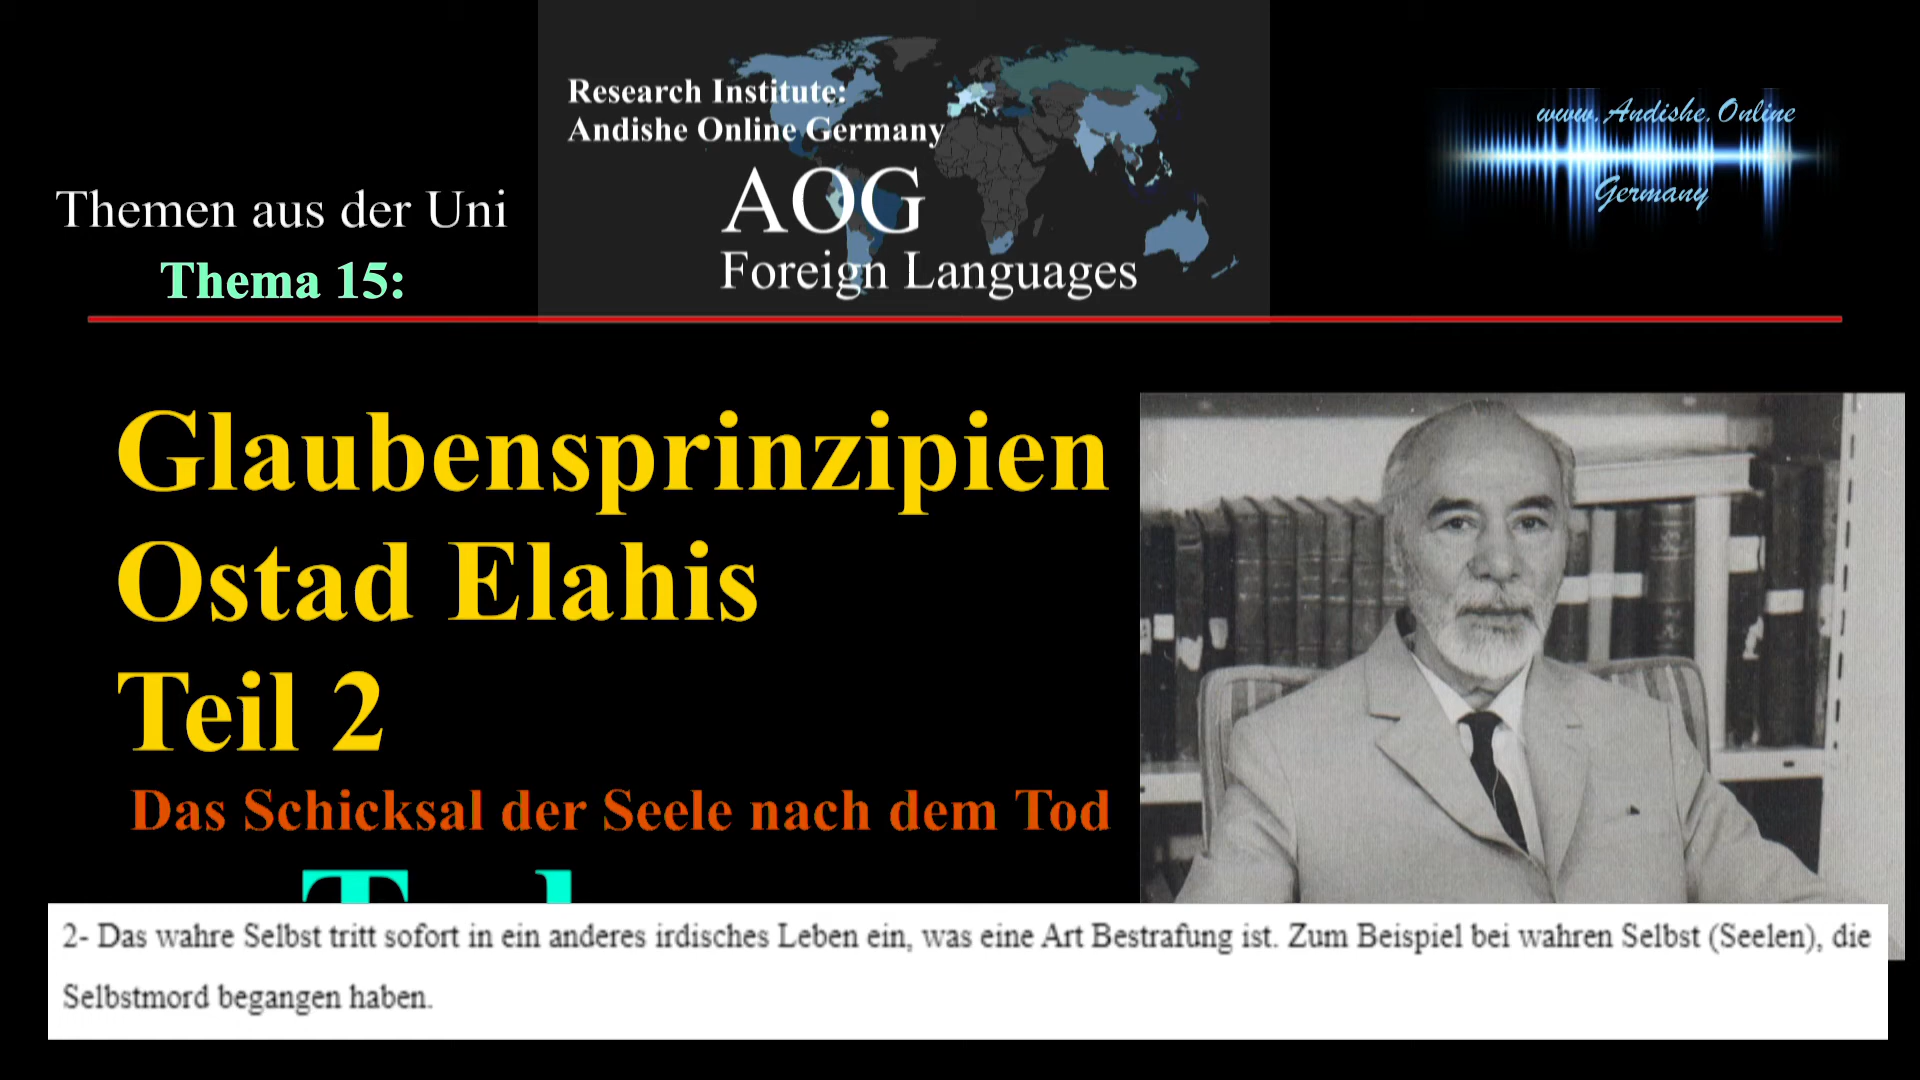 Research Institute:
Andishe Online Germany
AOG
Foreign Languages
www.Andishe.Online
Germany
Themen aus der Uni
Thema 15:
Glaubensprinzipien
Ostad Elahis
Teil 2
Das Schicksal der Seele nach dem Tod
2- Das wahre Selbst tritt sofort in ein anderes irdisches Leben ein, was eine Art Bestrafung ist. Zum Beispiel bei wahren Selbst (Seelen), die
Selbstmord begangen haben.